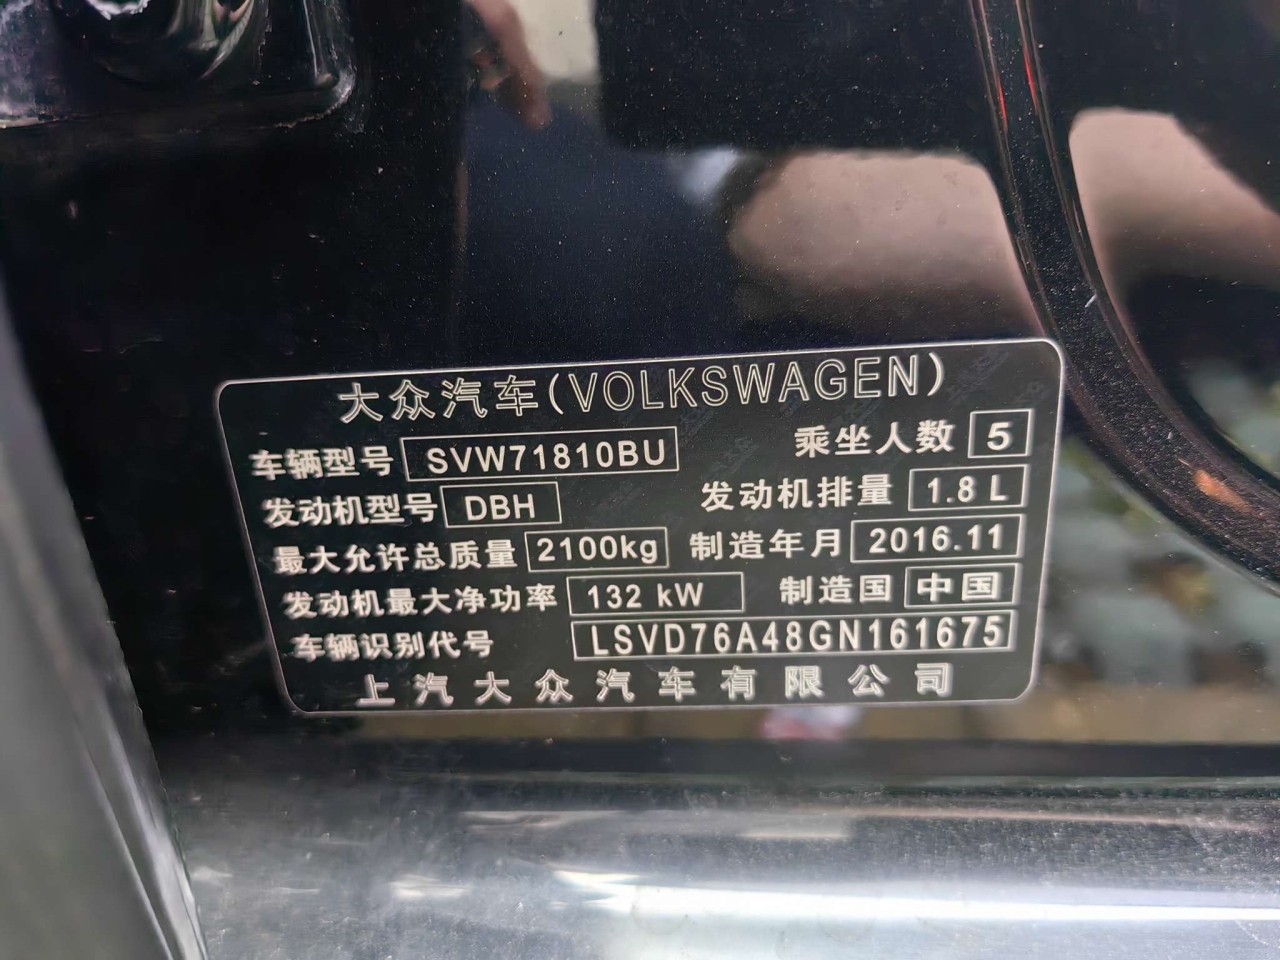 大众汽车(VOLKSWAGEN)
车辆型号 SVW71810BU 乘坐人数 5
发动机型号 DBH 发动机排量 1.8 L
最大允许总质量 2100kg 制造年月 2016.11
发动机最大净功率 132 kW 制造国 中国
车辆识别代号 LSVD76A48GN161675
上汽大众汽车有限公司